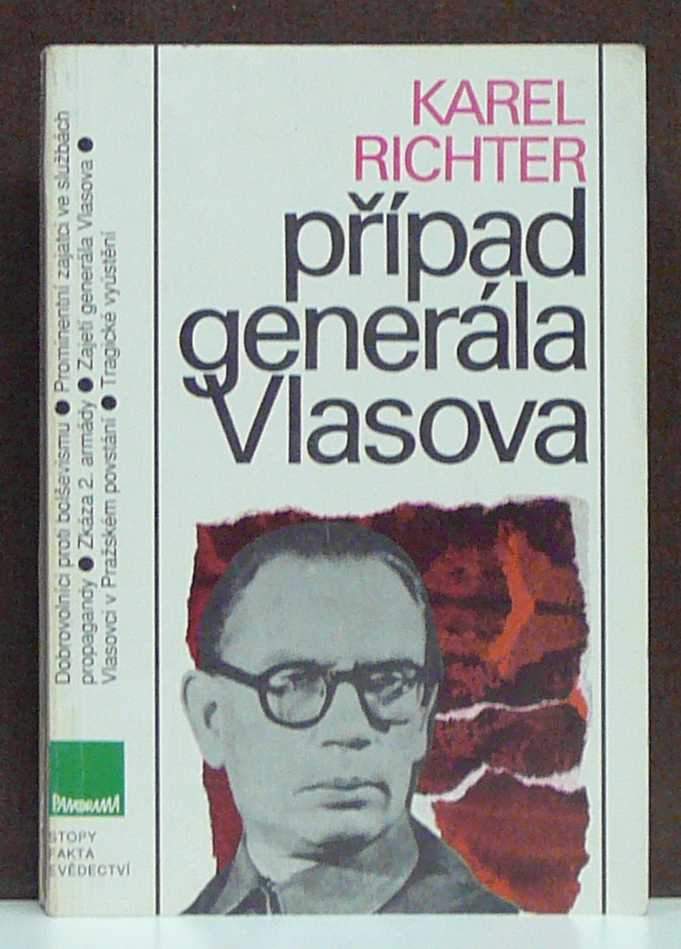 KAREL
RICHTER
případ
generála
Vlasova
Dobrovolníci proti bolševismu ● Prominentní zajatci ve službách
propagandy ● Zkáza 2. armády ● Zajetí generála Vlasova ●
Vlasovci v Pražském povstání ● Tragické vyústění
PANORAMA
STOPY
FAKTA
SVĚDECTVÍ